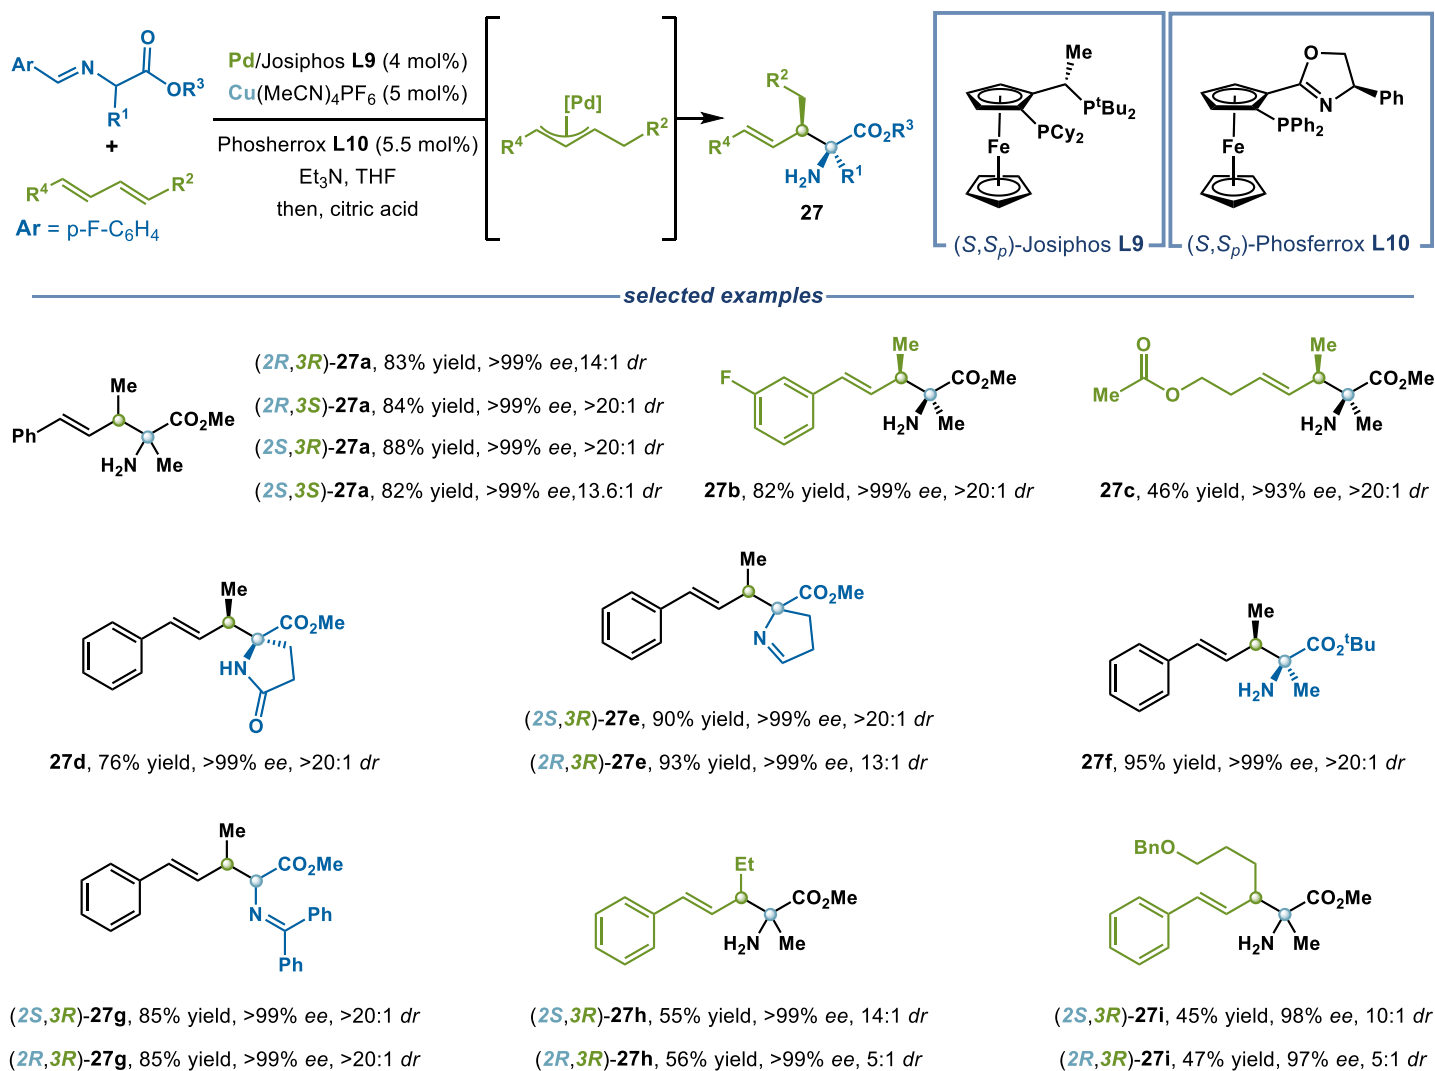 Ar
N
O
OR3
R1
+
R4
R2
Ar = p-F-C6H4
Pd/Josiphos L9 (4 mol%)
Cu(MeCN)4PF6 (5 mol%)
Phosherrox L10 (5.5 mol%)
Et3N, THF
then, citric acid
[Pd]
R4
R2
R2
R4
CO2R3
H2N
R1
27
Me
PtBu2
PCy2
Fe
(S,Sp)-Josiphos L9
O
N
Ph
PPh2
Fe
(S,Sp)-Phosferrox L10
selected examples
Me
Ph
CO2Me
H2N
Me
(2R,3R)-27a, 83% yield, >99% ee,14:1 dr
(2R,3S)-27a, 84% yield, >99% ee, >20:1 dr
(2S,3R)-27a, 88% yield, >99% ee, >20:1 dr
(2S,3S)-27a, 82% yield, >99% ee,13.6:1 dr
F
Me
CO2Me
H2N
Me
27b, 82% yield, >99% ee, >20:1 dr
O
Me
O
Me
CO2Me
H2N
Me
27c, 46% yield, >93% ee, >20:1 dr
Me
CO2Me
HN
O
27d, 76% yield, >99% ee, >20:1 dr
Me
CO2Me
N
(2S,3R)-27e, 90% yield, >99% ee, >20:1 dr
(2R,3R)-27e, 93% yield, >99% ee, 13:1 dr
Me
CO2tBu
H2N
Me
27f, 95% yield, >99% ee, >20:1 dr
Me
CO2Me
N
Ph
Ph
(2S,3R)-27g, 85% yield, >99% ee, >20:1 dr
(2R,3R)-27g, 85% yield, >99% ee, >20:1 dr
Et
CO2Me
H2N
Me
(2S,3R)-27h, 55% yield, >99% ee, 14:1 dr
(2R,3R)-27h, 56% yield, >99% ee, 5:1 dr
BnO
CO2Me
H2N
Me
(2S,3R)-27i, 45% yield, 98% ee, 10:1 dr
(2R,3R)-27i, 47% yield, 97% ee, 5:1 dr